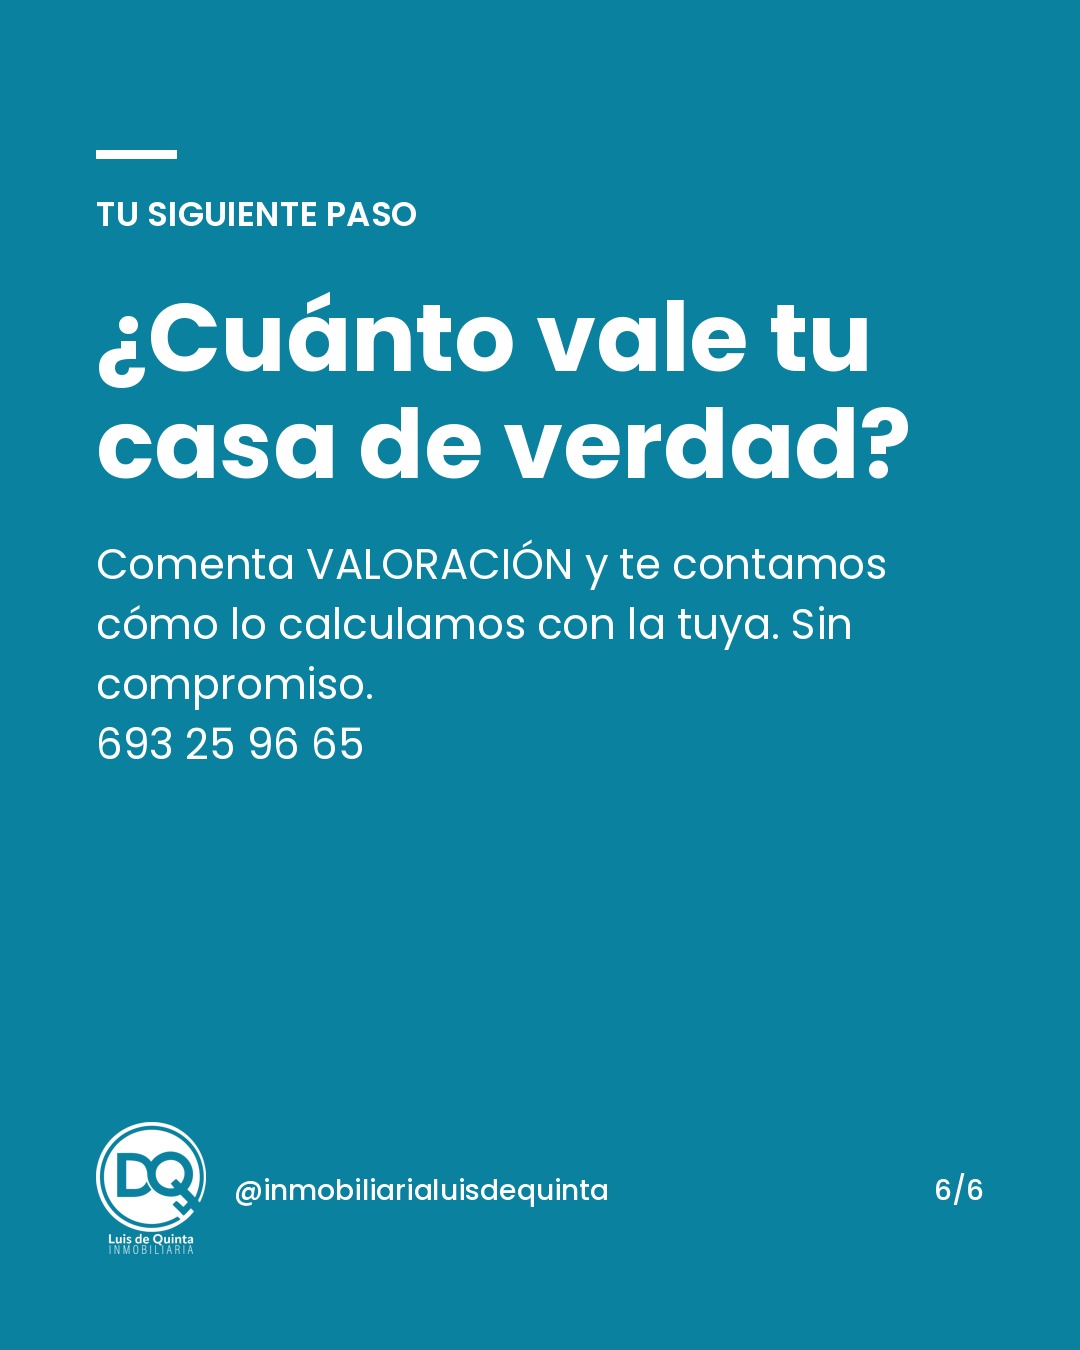 TU SIGUIENTE PASO
¿Cuánto vale tu
casa de verdad?
Comenta VALORACIÓN y te contamos
cómo lo calculamos con la tuya. Sin
compromiso.
693 25 96 65
DQ
Luis de Quinta
INMOBILIARIA
@inmobiliarialuisdequinta
6/6